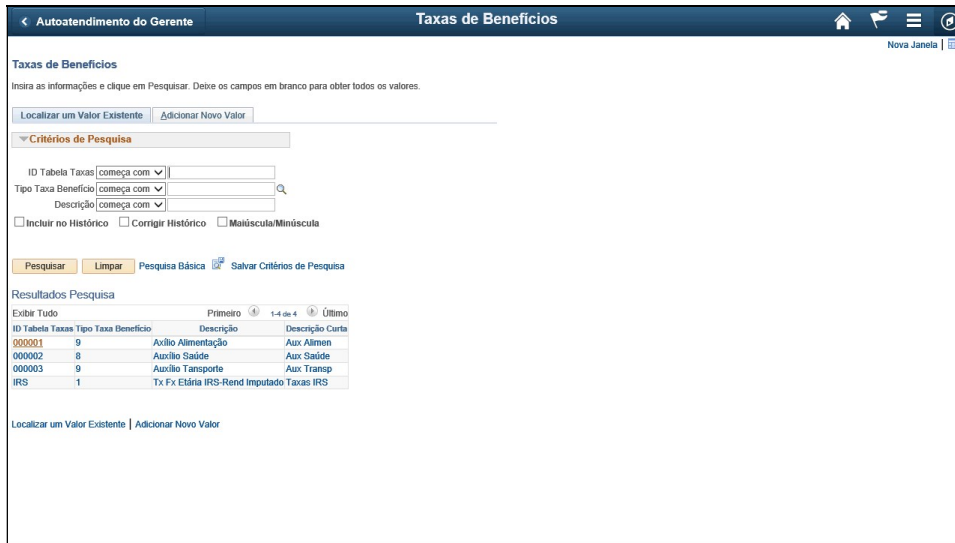 Autoatendimento do Gerente
Taxas de Benefícios
Nova Janela |
Taxas de Benefícios
Insira as informações e clique em Pesquisar. Deixe os campos em branco para obter todos os valores.
Localizar um Valor Existente Adicionar Novo Valor
Critérios de Pesquisa
ID Tabela Taxas começa com
Tipo Taxa Benefício começa com
Descrição começa com
Incluir no Histórico Corrigir Histórico Maiúscula/Minúscula
Pesquisar Limpar Pesquisa Básica Salvar Critérios de Pesquisa
Resultados Pesquisa
Exibir Tudo Primeiro 1-4 de 4 Último
ID Tabela Taxas Tipo Taxa Benefício Descrição Descrição Curta
000001 9 Axílio Alimentação Aux Alimen
000002 8 Auxílio Saúde Aux Saúde
000003 9 Auxílio Tansporte Aux Transp
IRS 1 Tx Fx Etária IRS-Rend Imputado Taxas IRS
Localizar um Valor Existente | Adicionar Novo Valor